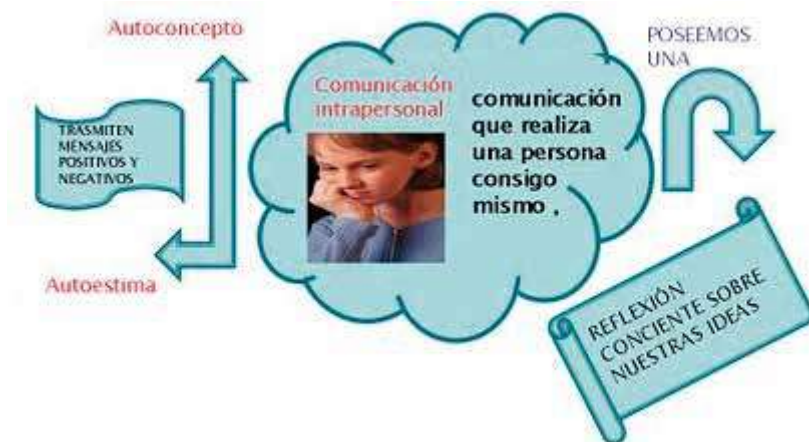 Autoconcepto
TRASMITEN
MENSAJES
POSITIVOS Y
NEGATIVOS
Autoestima
Comunicación
intrapersonal
comunicación
que realiza
una persona
consigo
mismo .
POSEEMOS
UNA
REFLEXIÓN
CONCIENTE SOBRE
NUESTRAS IDEAS